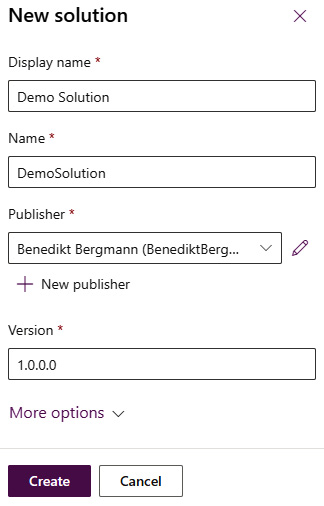 New solution
Display name *
Demo Solution
Name *
DemoSolution
Publisher *
Benedikt Bergmann (BenediktBerg...
New publisher
Version *
1.0.0.0
More options
Create Cancel